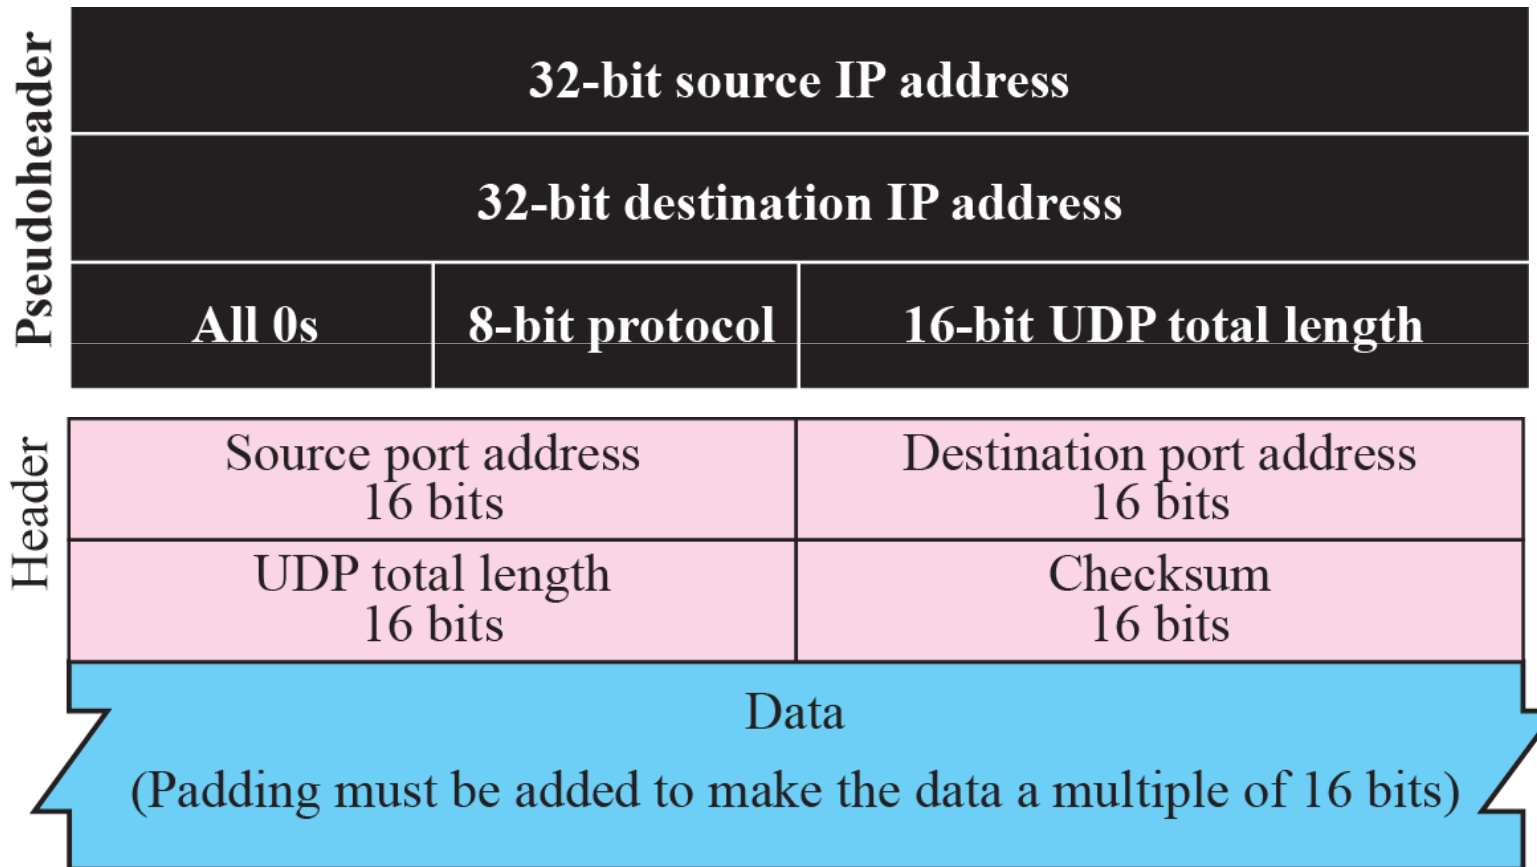 Pseudoheader
32-bit source IP address
32-bit destination IP address
All 0s
8-bit protocol
16-bit UDP total length
Header
Source port address
16 bits
Destination port address
16 bits
UDP total length
16 bits
Checksum
16 bits
Data
(Padding must be added to make the data a multiple of 16 bits)